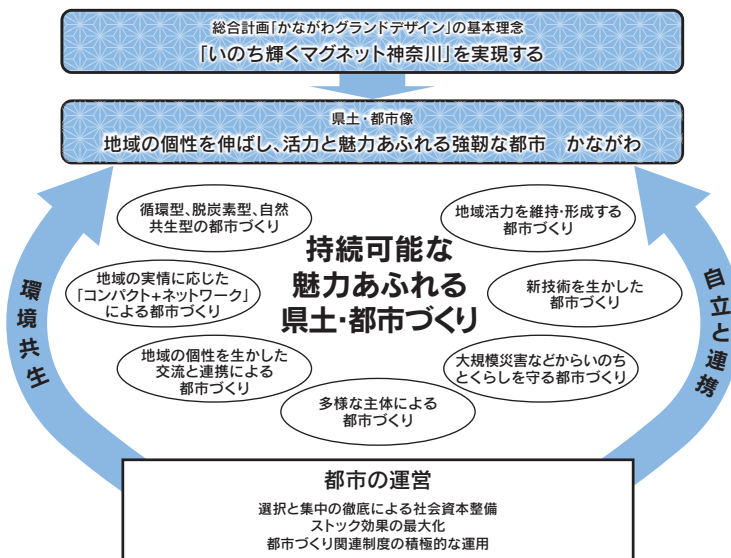 総合計画「かながわグランドデザイン」の基本理念
「いのち輝くマグネット神奈川」を実現する
県土・都市像
地域の個性を伸ばし、活力と魅力あふれる強靭な都市　かながわ
循環型、脱炭素型、自然
共生型の都市づくり
地域活力を維持・形成する
都市づくり
持続可能な
魅力あふれる
県土・都市づくり
地域の実情に応じた
「コンパクト+ネットワーク」
による都市づくり
新技術を生かした
都市づくり
地域の個性を生かした
交流と連携による
都市づくり
大規模災害などからいのち
とくらしを守る都市づくり
多様な主体による
都市づくり
環境共生
自立と連携
都市の運営
選択と集中の徹底による社会資本整備
ストック効果の最大化
都市づくり関連制度の積極的な運用